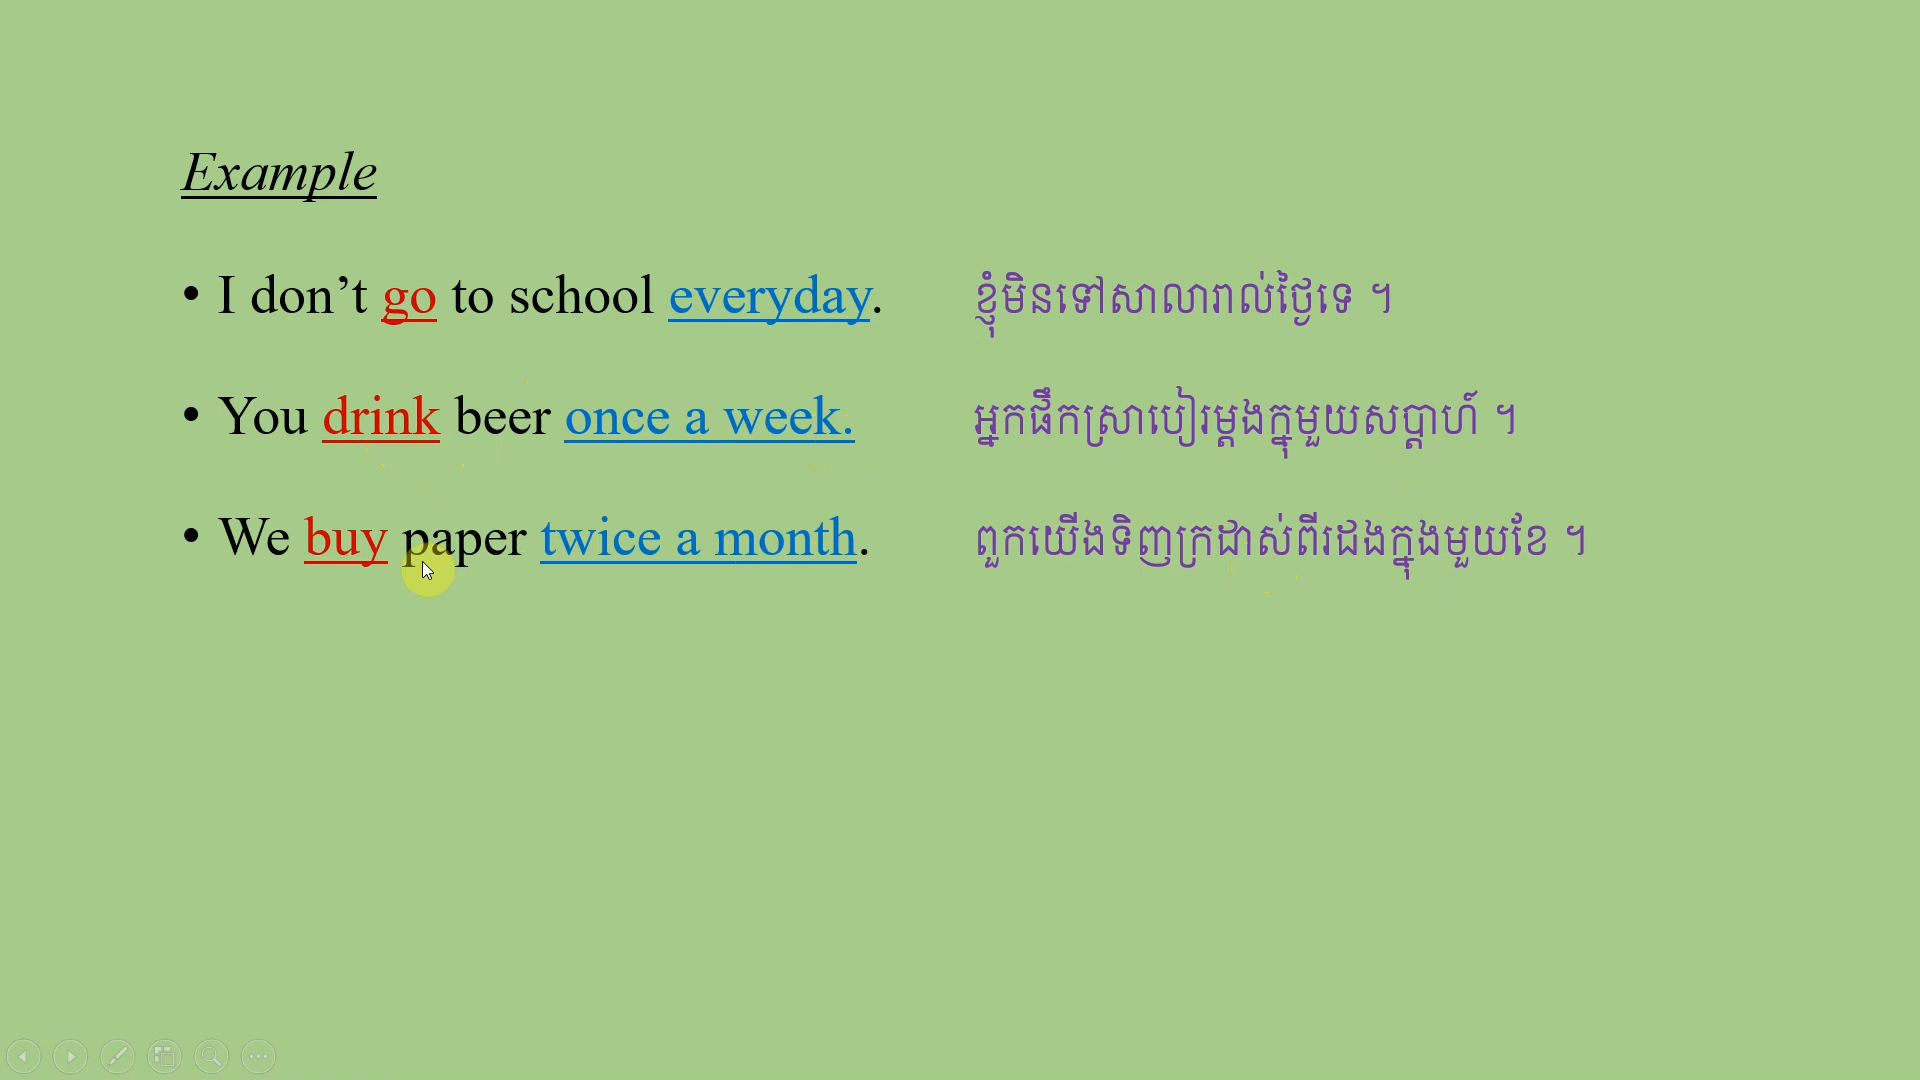 Example
• I don’t go to school everyday. ខ្ញុំមិនទៅសាលារាល់ថ្ងៃទេ ។
• You drink beer once a week. អ្នកផឹកស្រាបៀរម្តងក្នុមួយសប្តាហ៍ ។
• We buy paper twice a month. ពួកយើងទិញក្រដាស់ពីរដងក្នុងមួយខែ ។